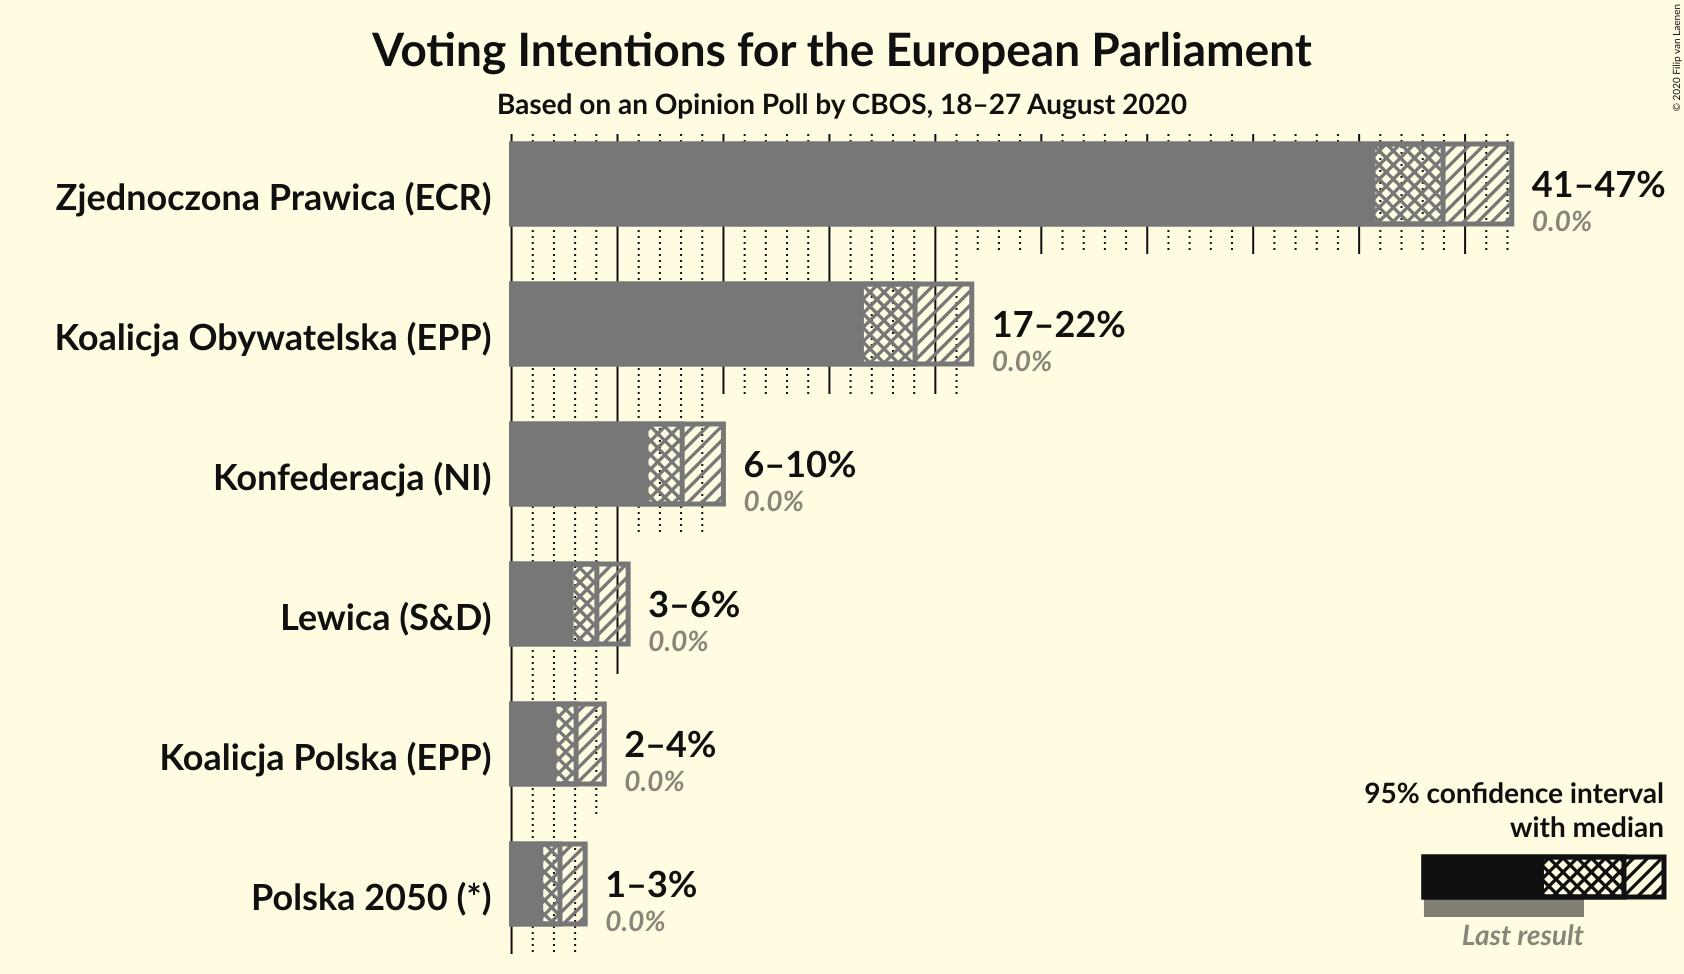 Voting Intentions for the European Parliament
Based on an Opinion Poll by CBOS, 18–27 August 2020
© 2020 Filip van Laenen
Zjednoczona Prawica (ECR)
41–47%
0.0%
Koalicja Obywatelska (EPP)
17–22%
0.0%
Konfederacja (NI)
6–10%
0.0%
Lewica (S&D)
3–6%
0.0%
Koalicja Polska (EPP)
2–4%
0.0%
Polska 2050 (*)
1–3%
0.0%
95% confidence interval
with median
Last result